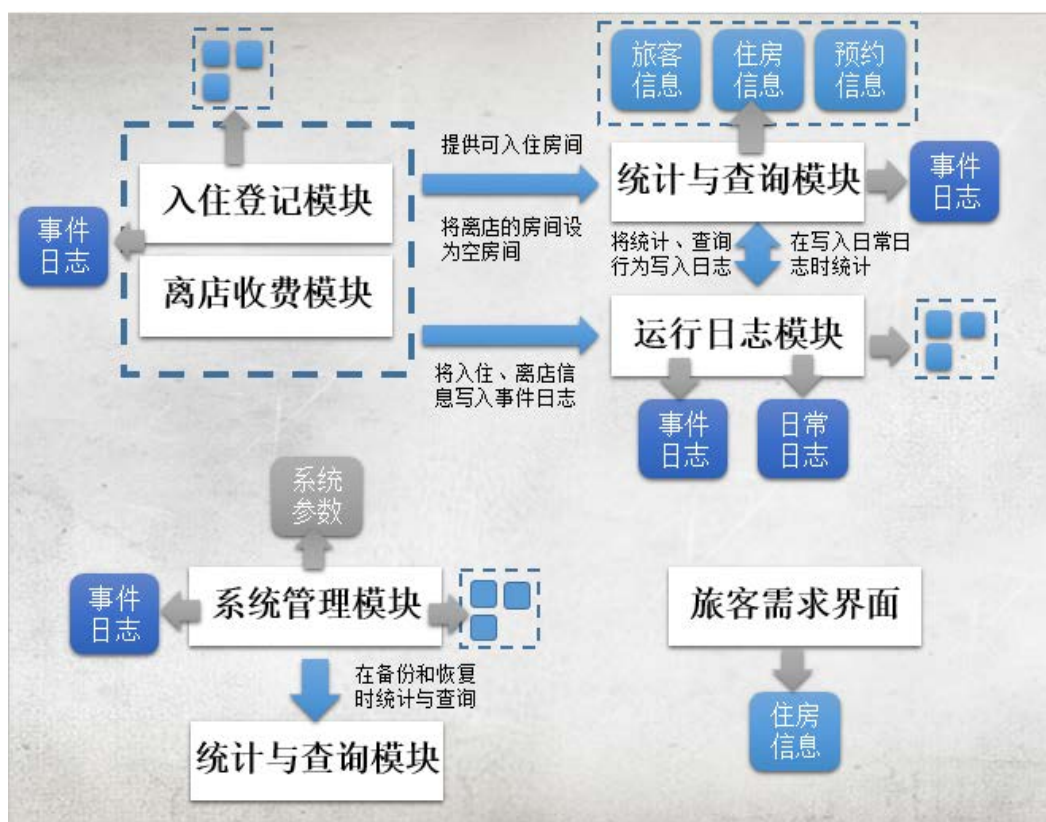 旅客
信息
住房
信息
预约
信息
提供可入住房间
入住登记模块
统计与查询模块
事件
日志
事件
日志
将离店的房间设
为空房间
将统计、查询
行为写入日志
在写入日常日
志时统计
离店收费模块
运行日志模块
将入住、离店信
息写入事件日志
事件
日志
日常
日志
系统
参数
事件
日志
系统管理模块
旅客需求界面
在备份和恢复
时统计与查询
住房
信息
统计与查询模块